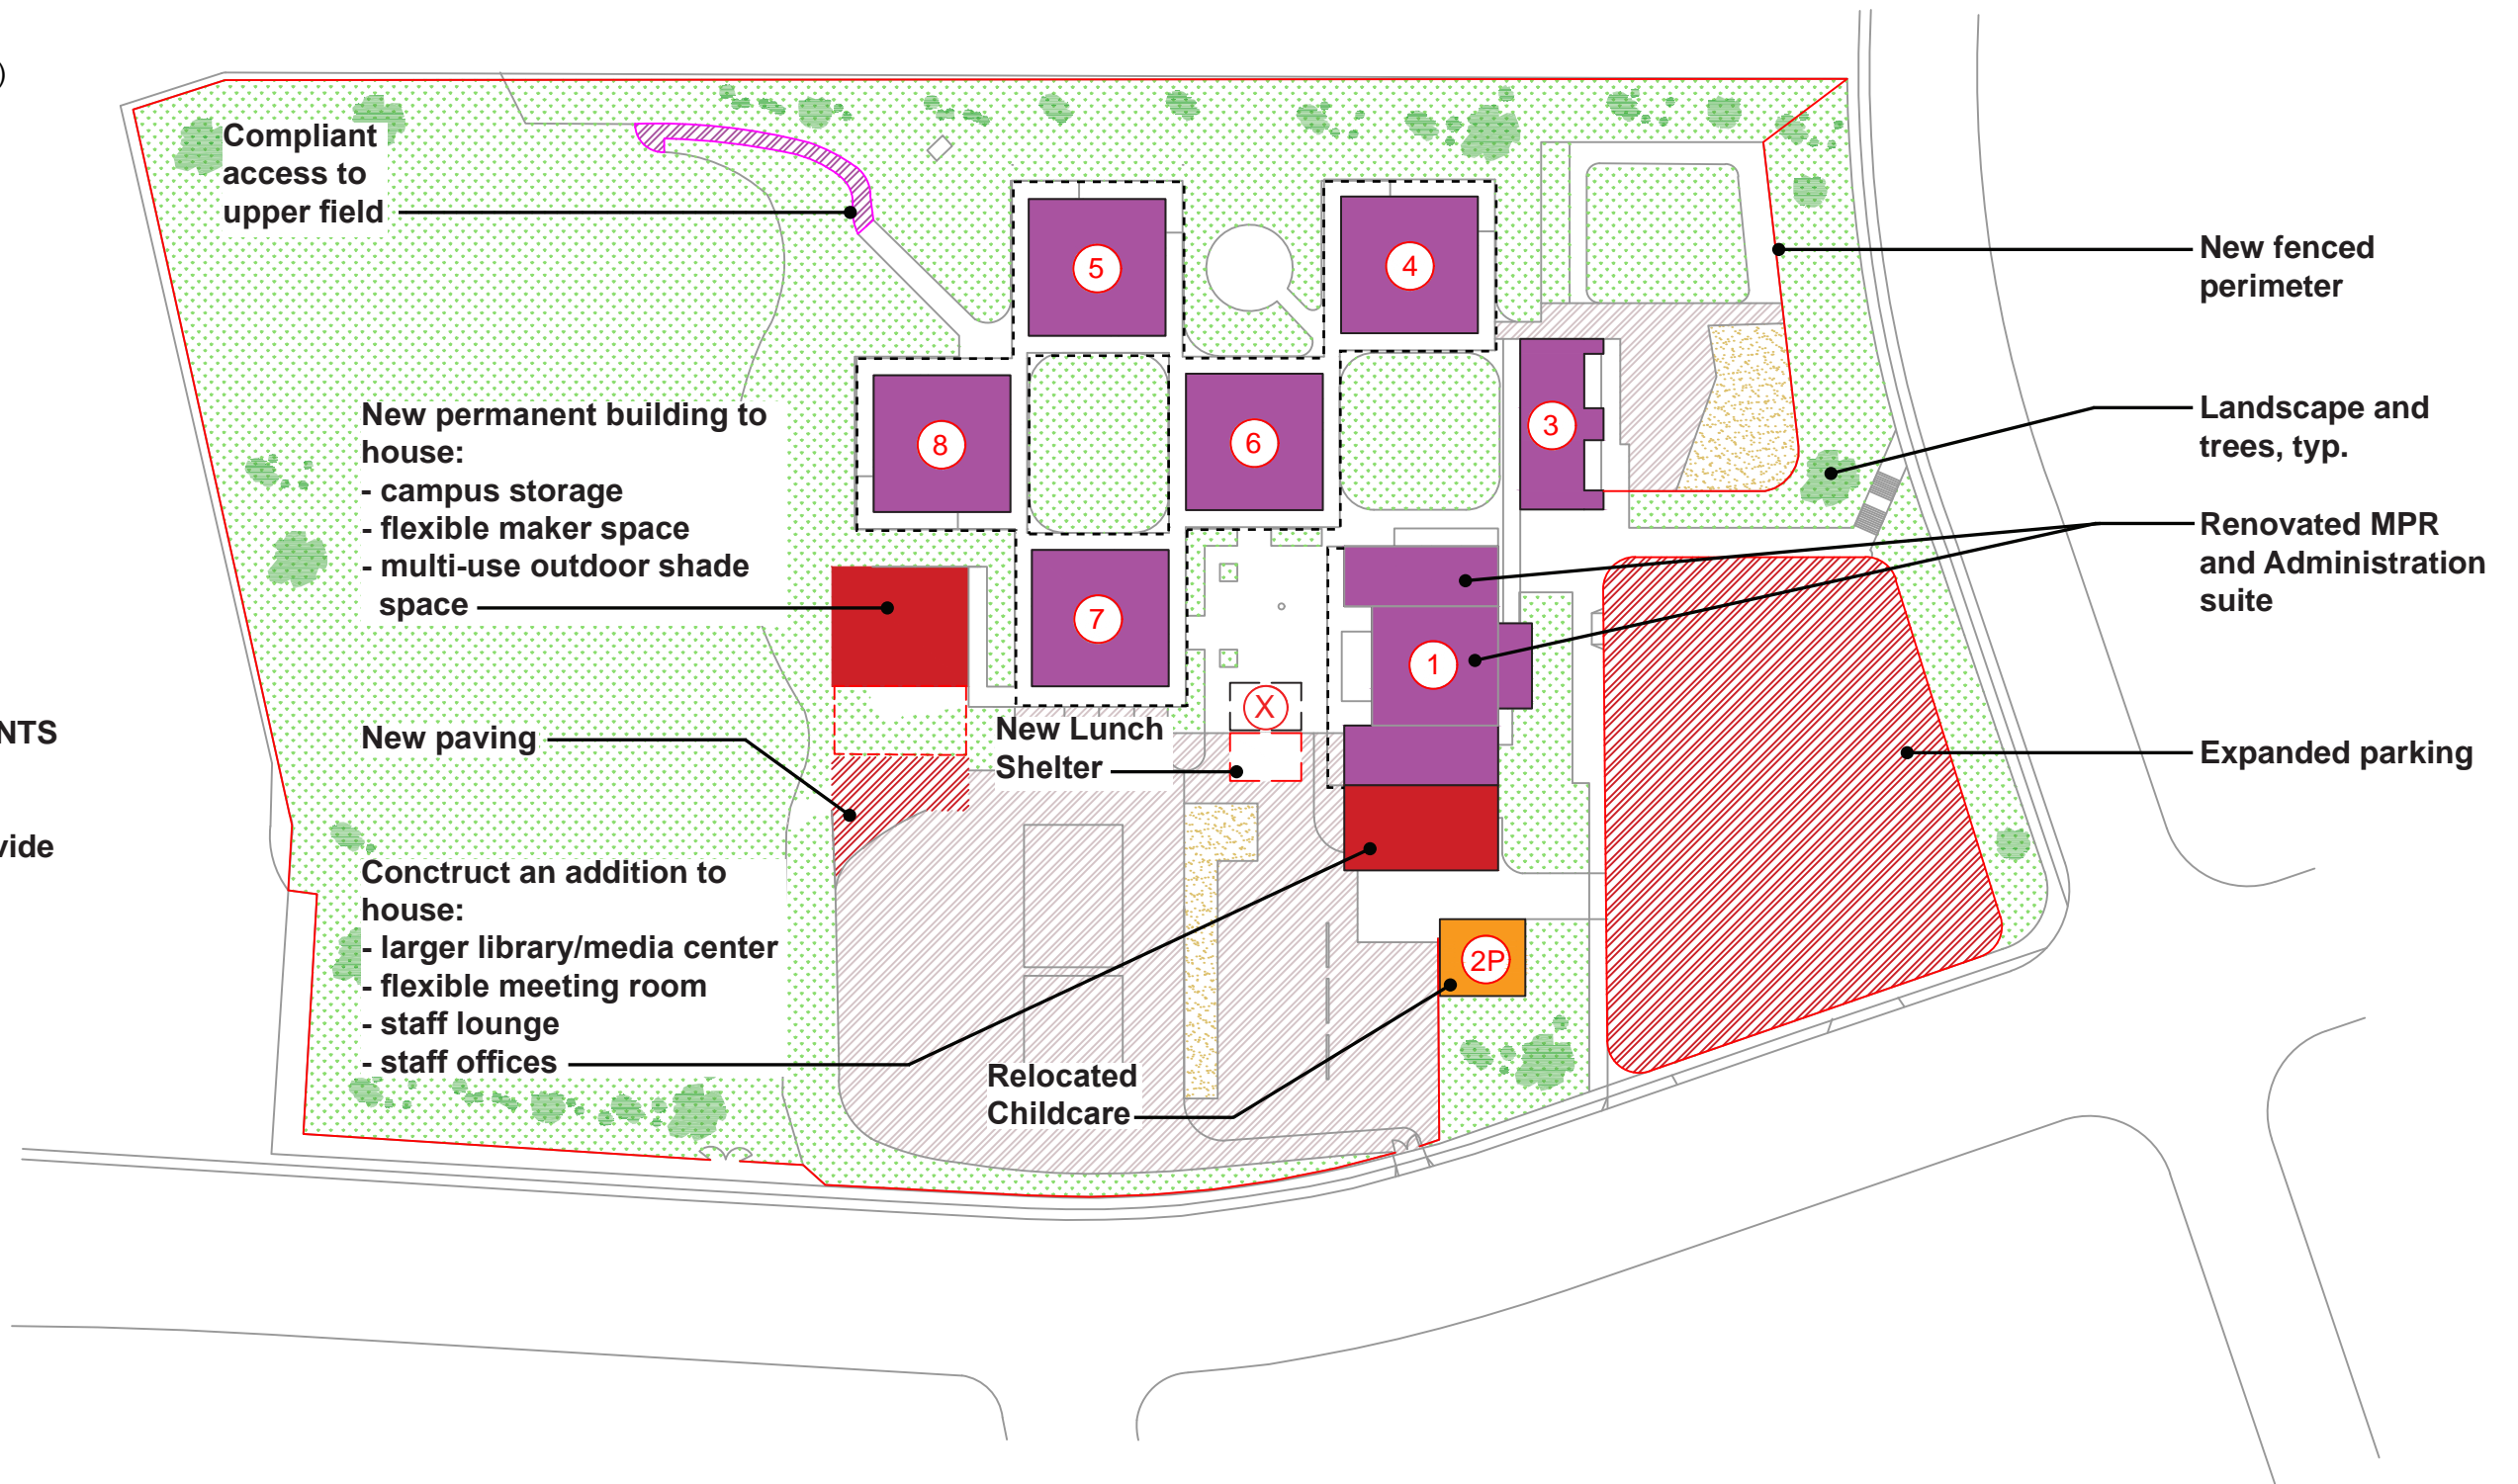 )
Compliant
access to
upper field
5
4
New fenced
perimeter
New permanent building to
house:
- campus storage
- flexible maker space
- multi-use outdoor shade
space
8
6
3
Landscape and
trees, typ.
Renovated MPR
and Administration
suite
7
1
X
NTS
New paving
New Lunch
Shelter
Expanded parking
vide
Conctruct an addition to
house:
- larger library/media center
- flexible meeting room
- staff lounge
- staff offices
2P
Relocated
Childcare